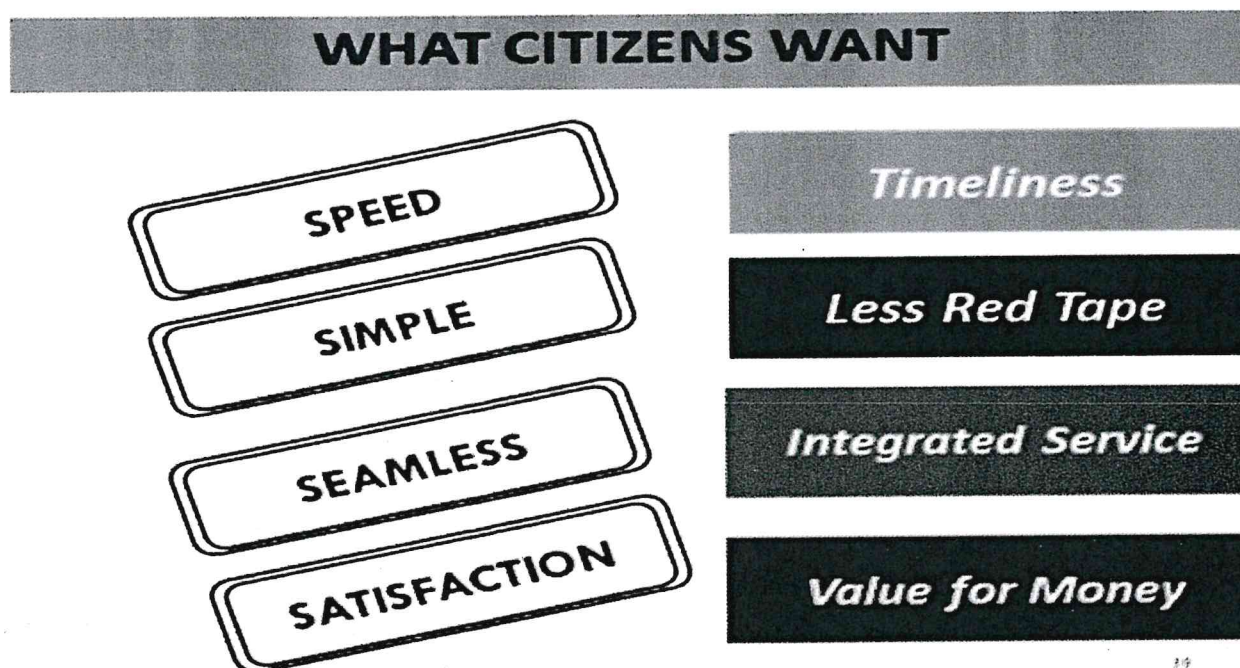 WHAT CITIZENS WANT
SPEED
Timeliness
SIMPLE
Less Red Tape
SEAMLESS
Integrated Service
SATISFACTION
Value for Money